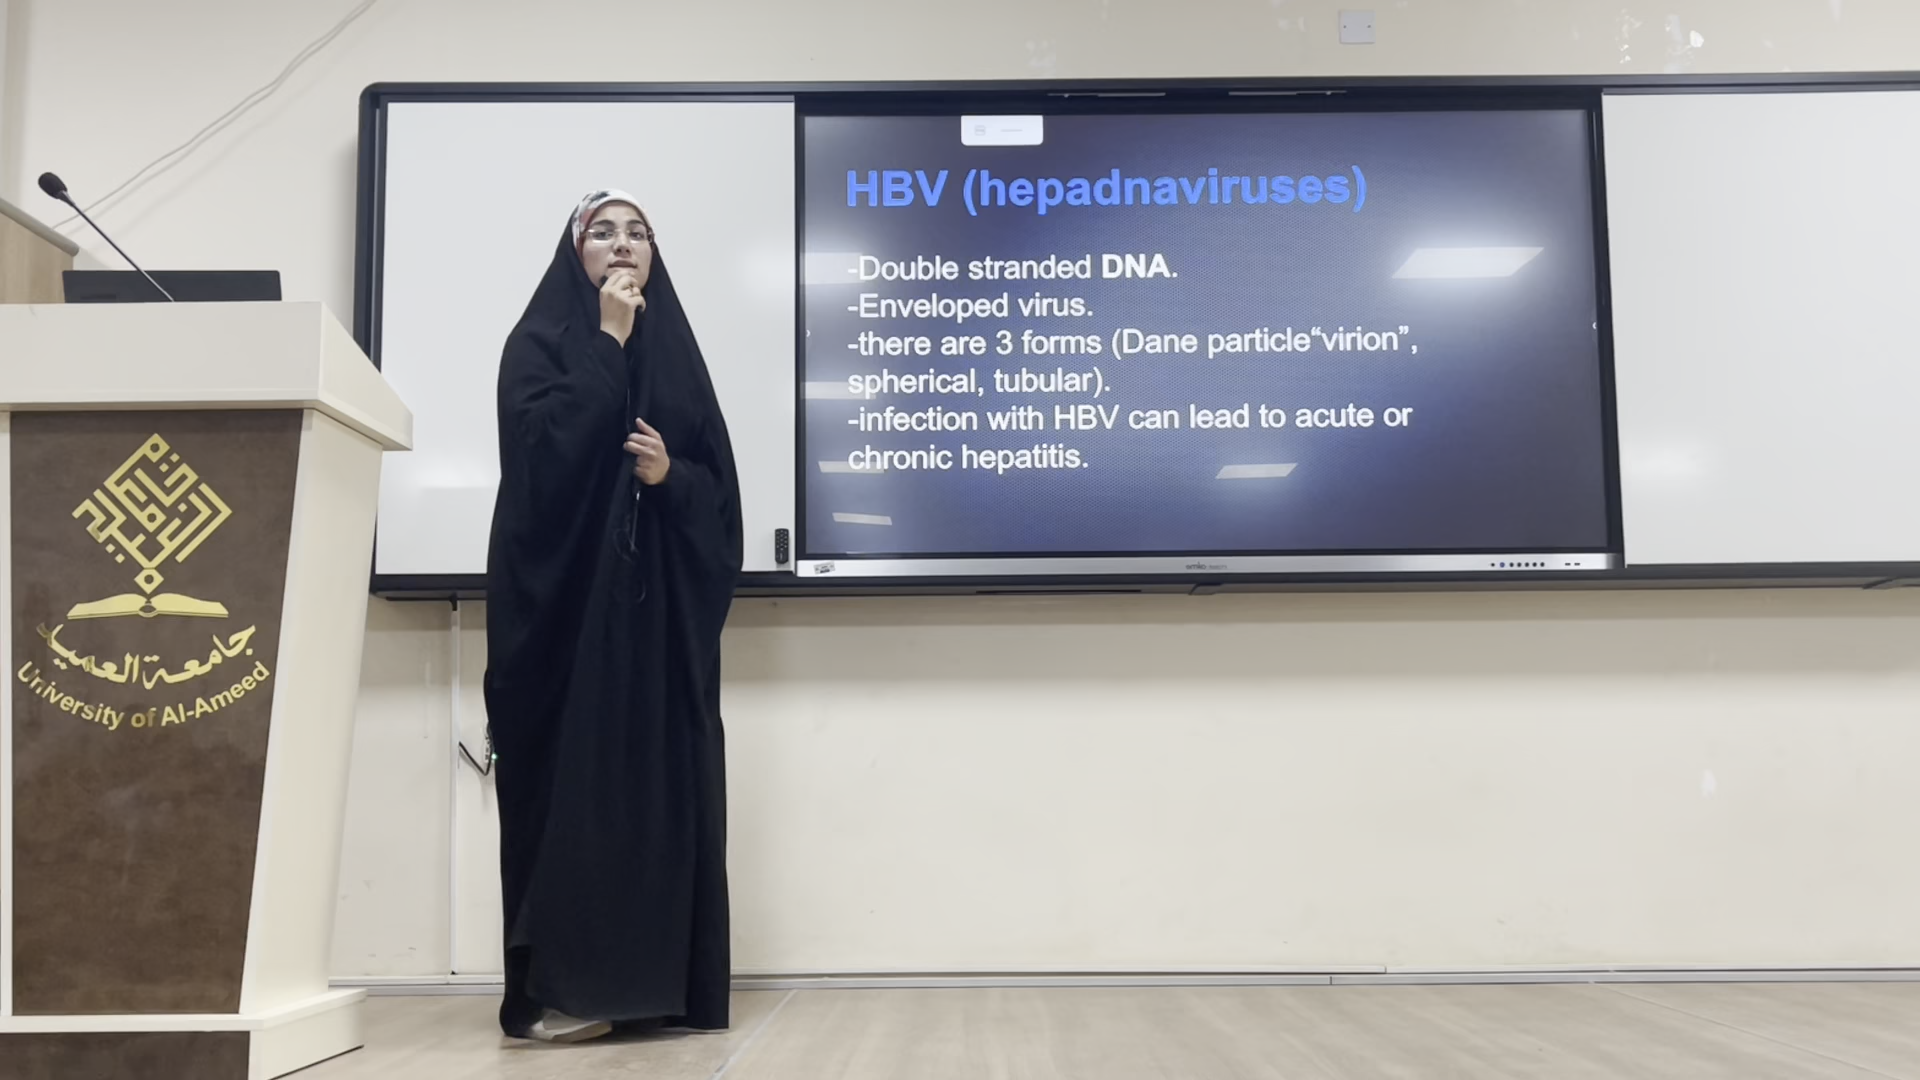 HBV (hepadnaviruses)
-Double stranded DNA.
-Enveloped virus.
-there are 3 forms (Dane particle“virion”,
spherical, tubular).
-infection with HBV can lead to acute or
chronic hepatitis.
جامعة العميد
University of Al-Ameed